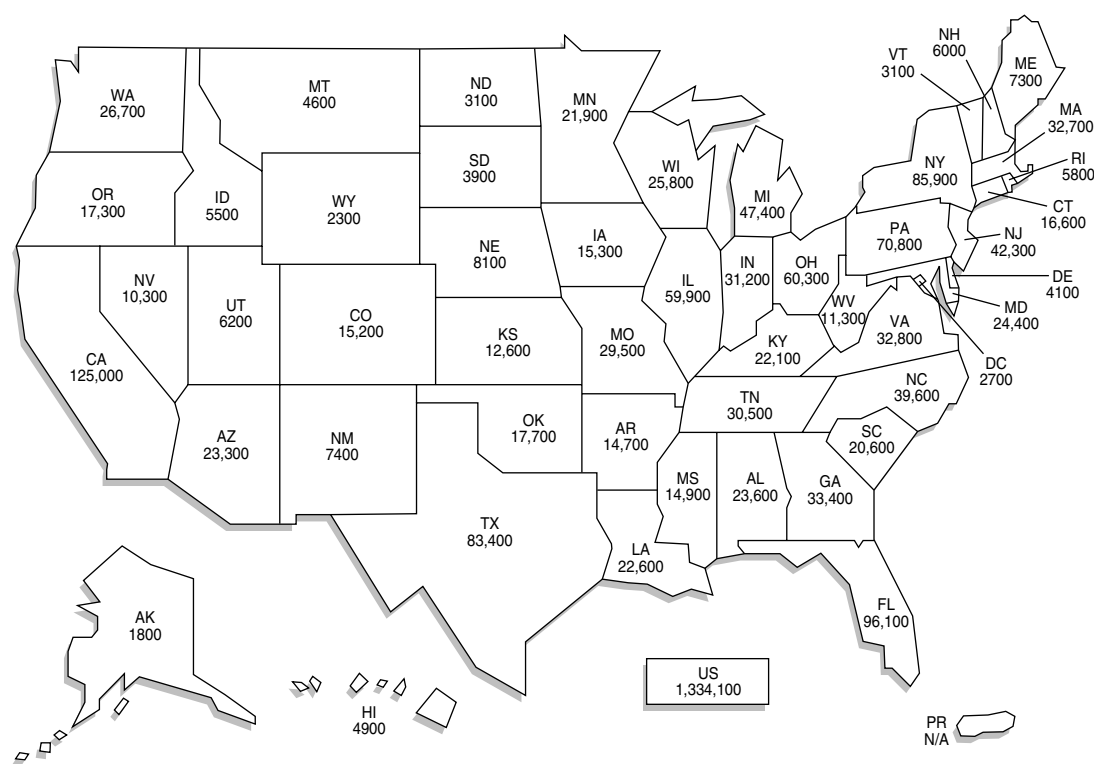 NH
6000
VT
3100
ME
7300
WA
26,700
MT
4600
ND
3100
MN
21,900
MA
32,700
SD
3900
WI
25,800
NY
85,900
RI
5800
OR
17,300
ID
5500
WY
2300
MI
47,400
CT
16,600
PA
70,800
NJ
42,300
NE
8100
IA
15,300
NV
10,300
UT
6200
CO
15,200
IL
59,900
IN
31,200
OH
60,300
DE
4100
WV
11,300
MD
24,400
VA
32,800
KS
12,600
MO
29,500
KY
22,100
CA
125,000
DC
2700
NC
39,600
TN
30,500
AZ
23,300
NM
7400
OK
17,700
AR
14,700
SC
20,600
MS
14,900
AL
23,600
GA
33,400
TX
83,400
LA
22,600
FL
96,100
AK
1800
US
1,334,100
HI
4900
PR
N/A